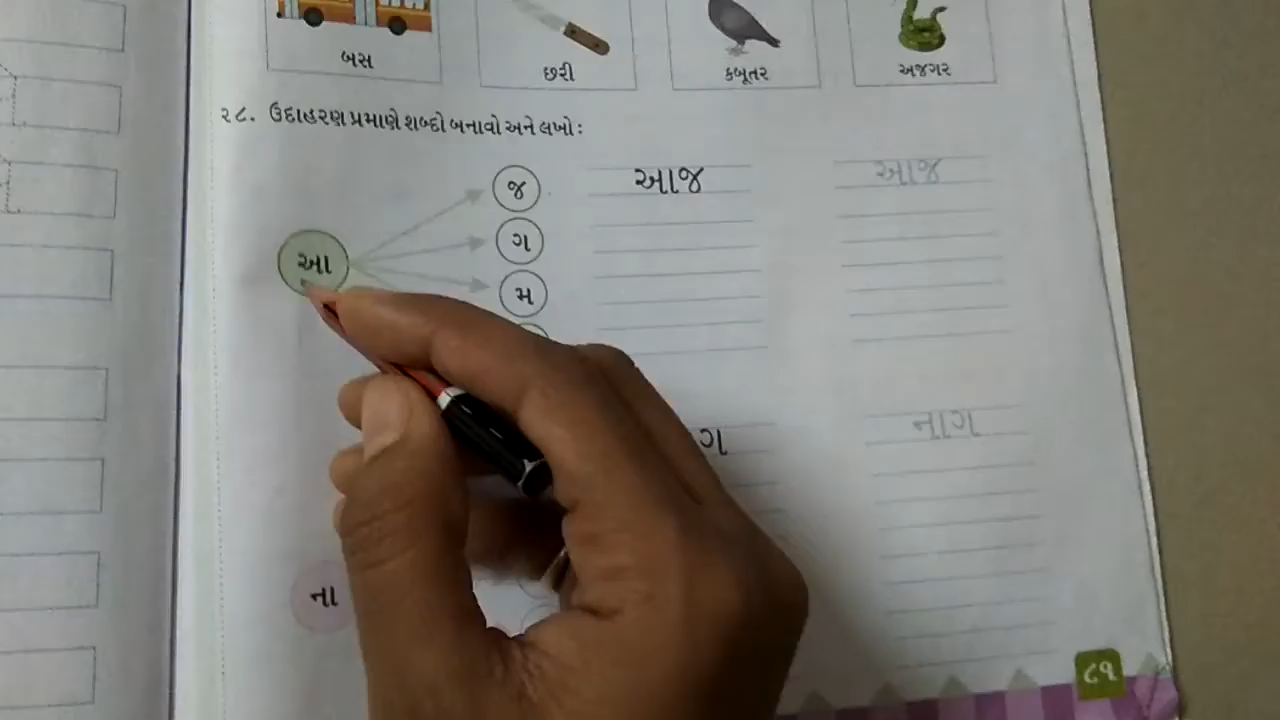 બસ
છરી
કબૂતર
અજગર
૨૮. ઉદાહરણ પ્રમાણે શબ્દો બનાવો અને લખો:
આ
જ
ગ
મ
આજ
આજ
ગ
નાગ
ના
૮૧